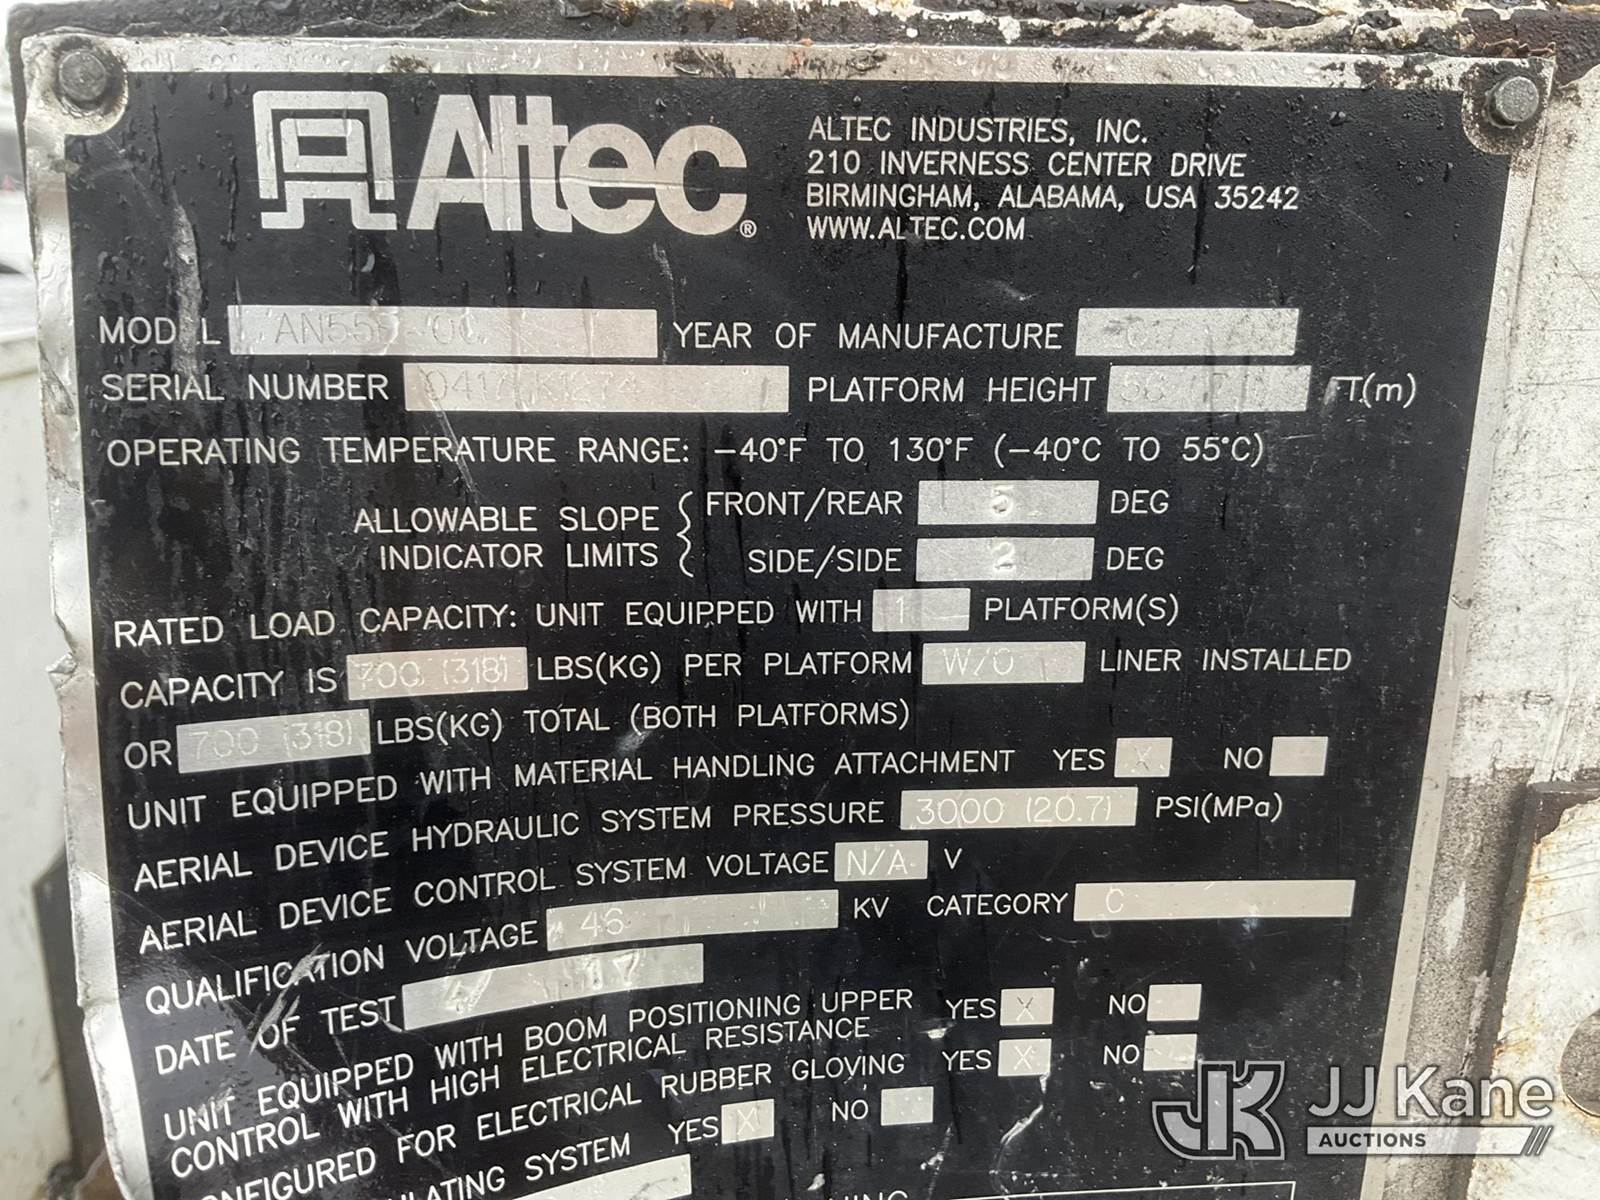 Altec®
ALTEC INDUSTRIES, INC.
210 INVERNESS CENTER DRIVE
BIRMINGHAM, ALABAMA, USA 35242
WWW.ALTEC.COM
MODEL YEAR OF MANUFACTURE
SERIAL NUMBER PLATFORM HEIGHT FT.(m)
OPERATING TEMPERATURE RANGE: -40°F TO 130°F (-40°C TO 55°C)
ALLOWABLE SLOPE INDICATOR LIMITS
FRONT/REAR 5 DEG
SIDE/SIDE 2 DEG
RATED LOAD CAPACITY: UNIT EQUIPPED WITH 1 PLATFORM(S)
CAPACITY IS 700 (318) LBS(KG) PER PLATFORM W/O LINER INSTALLED
OR 700 (318) LBS(KG) TOTAL (BOTH PLATFORMS)
UNIT EQUIPPED WITH MATERIAL HANDLING ATTACHMENT YES X NO
AERIAL DEVICE HYDRAULIC SYSTEM PRESSURE 3000 (20.7) PSI(MPa)
AERIAL DEVICE CONTROL SYSTEM VOLTAGE N/A V
QUALIFICATION VOLTAGE 46 KV CATEGORY C
DATE OF TEST
UNIT EQUIPPED WITH BOOM POSITIONING UPPER YES X NO
CONTROL WITH HIGH ELECTRICAL RESISTANCE
CONFIGURED FOR ELECTRICAL RUBBER GLOVING YES X NO
SYSTEM YES X NO
JK JJ Kane
AUCTIONS